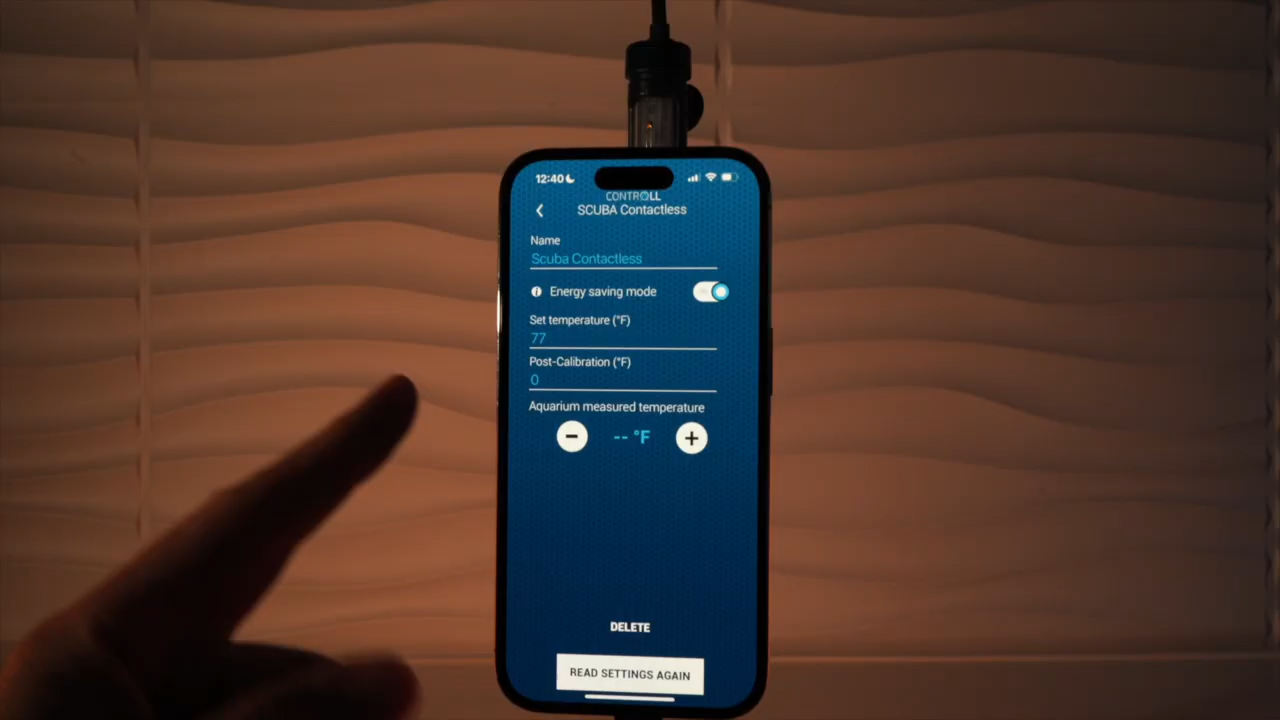 12:40
CONTROLL
SCUBA Contactless
Name
Scuba Contactless
Energy saving mode
Set temperature (°F)
77
Post-Calibration (°F)
0
Aquarium measured temperature
− -- °F +
DELETE
READ SETTINGS AGAIN